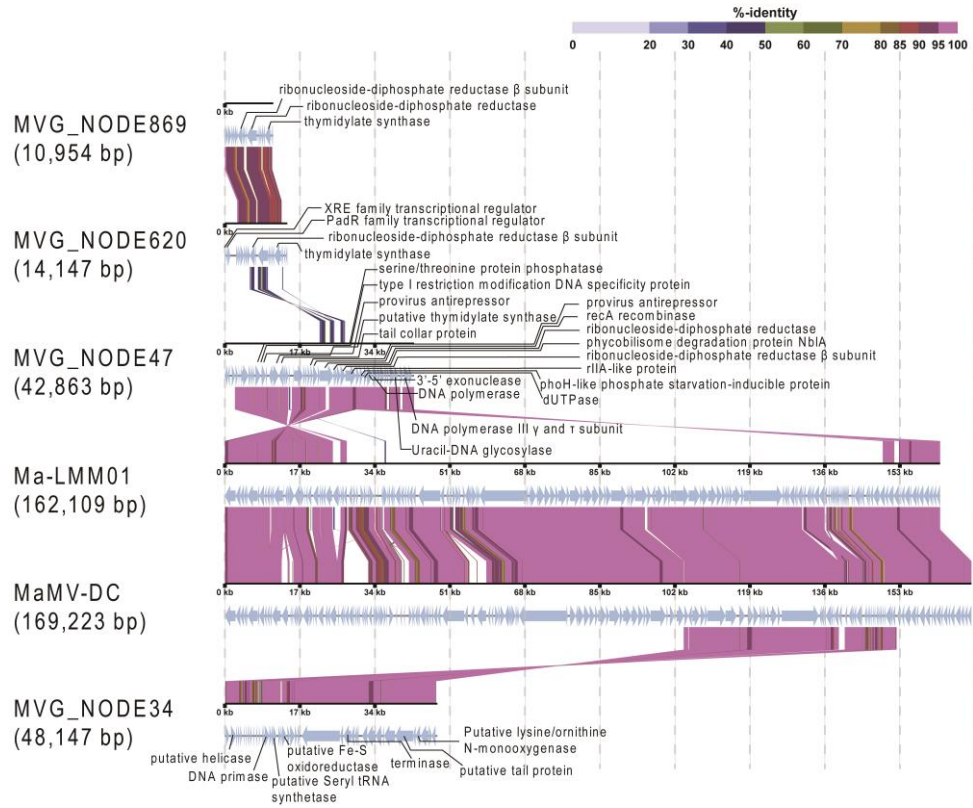 %-identity
0 20 30 40 50 60 70 80 85 90 95 100
MVG_NODE869
(10,954 bp)
0 kb
ribonucleoside-diphosphate reductase β subunit
ribonucleoside-diphosphate reductase
thymidylate synthase
MVG_NODE620
(14,147 bp)
0 kb
XRE family transcriptional regulator
PadR family transcriptional regulator
ribonucleoside-diphosphate reductase β subunit
thymidylate synthase
MVG_NODE47
(42,863 bp)
0 kb 17 kb 34 kb
serine/threonine protein phosphatase
type I restriction modification DNA specificity protein
provirus antirepressor
putative thymidylate synthase
tail collar protein
provirus antirepressor
recA recombinase
ribonucleoside-diphosphate reductase
phycobilisome degradation protein NblA
ribonucleoside-diphosphate reductase β subunit
rIIA-like protein
phoH-like phosphate starvation-inducible protein
dUTPase
3'-5' exonuclease
DNA polymerase
DNA polymerase III γ and τ subunit
Uracil-DNA glycosylase
Ma-LMM01
(162,109 bp)
0 kb 17 kb 34 kb 51 kb 68 kb 85 kb 102 kb 119 kb 136 kb 153 kb
MaMV-DC
(169,223 bp)
0 kb 17 kb 34 kb 51 kb 68 kb 85 kb 102 kb 119 kb 136 kb 153 kb
MVG_NODE34
(48,147 bp)
0 kb 17 kb 34 kb
putative helicase
DNA primase
putative Seryl tRNA
synthetase
putative Fe-S
oxidoreductase
terminase
Putative lysine/ornithine
N-monooxygenase
putative tail protein